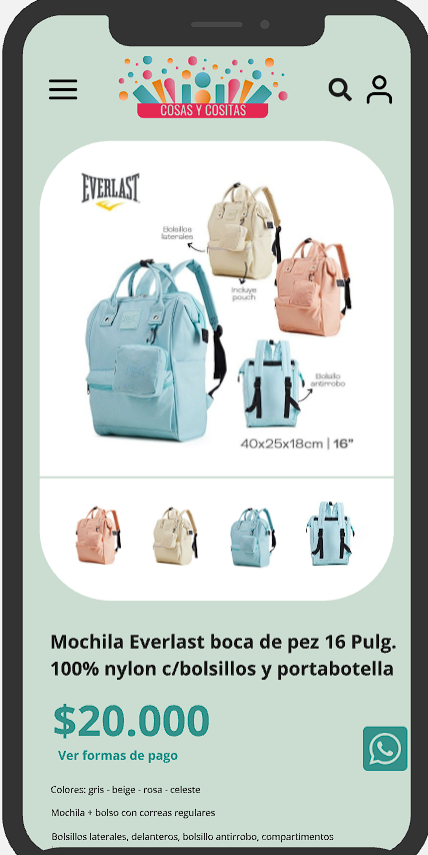 COSAS Y COSITAS
EVERLAST
Bolsillos
laterales
Incluye
pouch
Bolsillo
antirrobo
40x25x18cm | 16”
Mochila Everlast boca de pez 16 Pulg.
100% nylon c/bolsillos y portabotella
$20.000
Ver formas de pago
Colores: gris - beige - rosa - celeste
Mochila + bolso con correas regulares
Bolsillos laterales, delanteros, bolsillo antirrobo, compartimentos